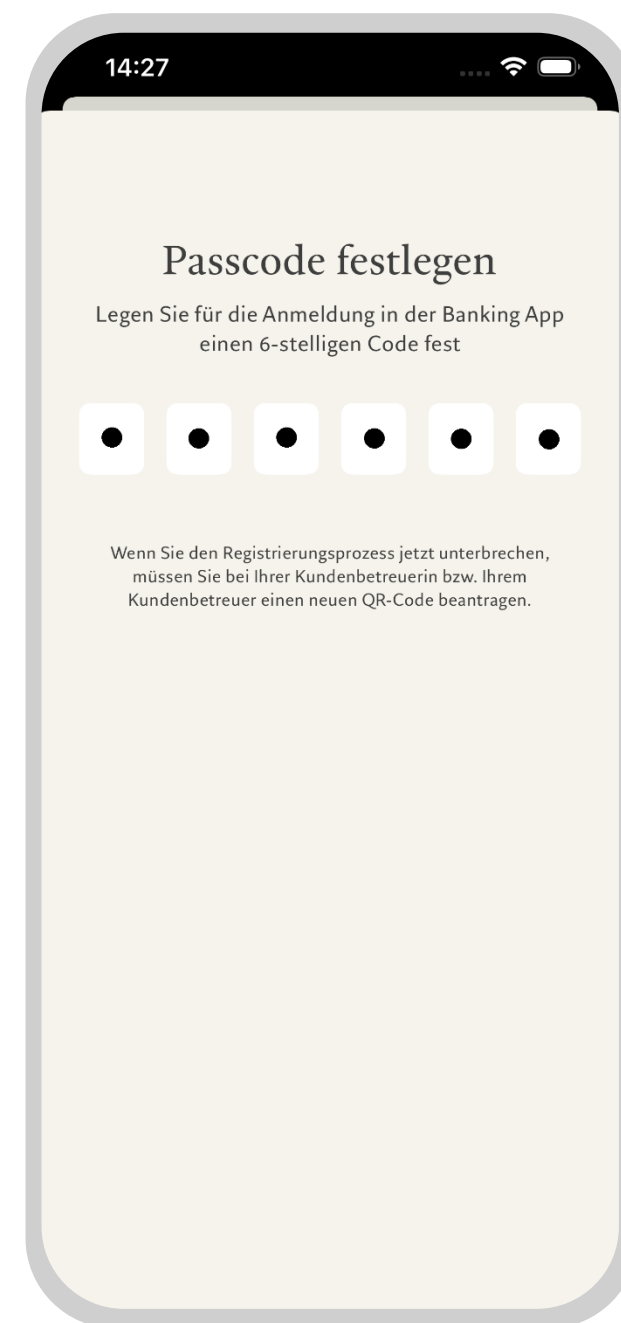 14:27
Passcode festlegen
Legen Sie für die Anmeldung in der Banking App
einen 6-stelligen Code fest
Wenn Sie den Registrierungsprozess jetzt unterbrechen,
müssen Sie bei Ihrer Kundenbetreuerin bzw. Ihrem
Kundenbetreuer einen neuen QR-Code beantragen.